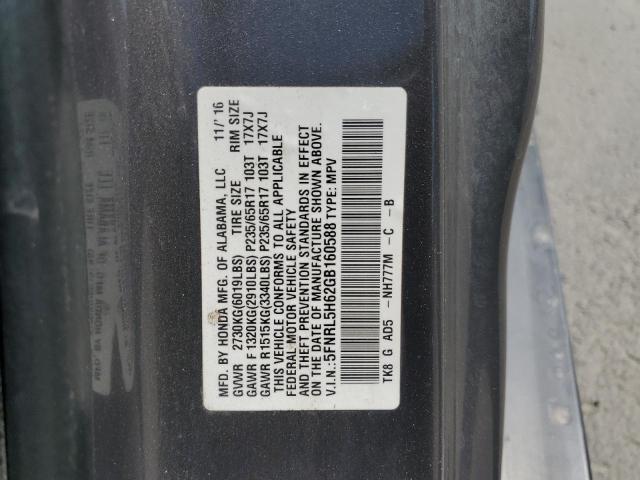 MFD. BY HONDA MFG. OF ALABAMA, LLC 11/'16
GVWR 2730KG(6019LBS) TIRE SIZE RIM SIZE
GAWR F 1320KG(2910LBS) P235/65R17 103T 17X7J
GAWR R 1515KG(3340LBS) P235/65R17 103T 17X7J
THIS VEHICLE CONFORMS TO ALL APPLICABLE
FEDERAL MOTOR VEHICLE SAFETY
AND THEFT PREVENTION STANDARDS IN EFFECT
ON THE DATE OF MANUFACTURE SHOWN ABOVE.
V.I.N.:5FNRL5H62GB160588 TYPE: MPV
TK8 G AD5 -NH777M -C -B